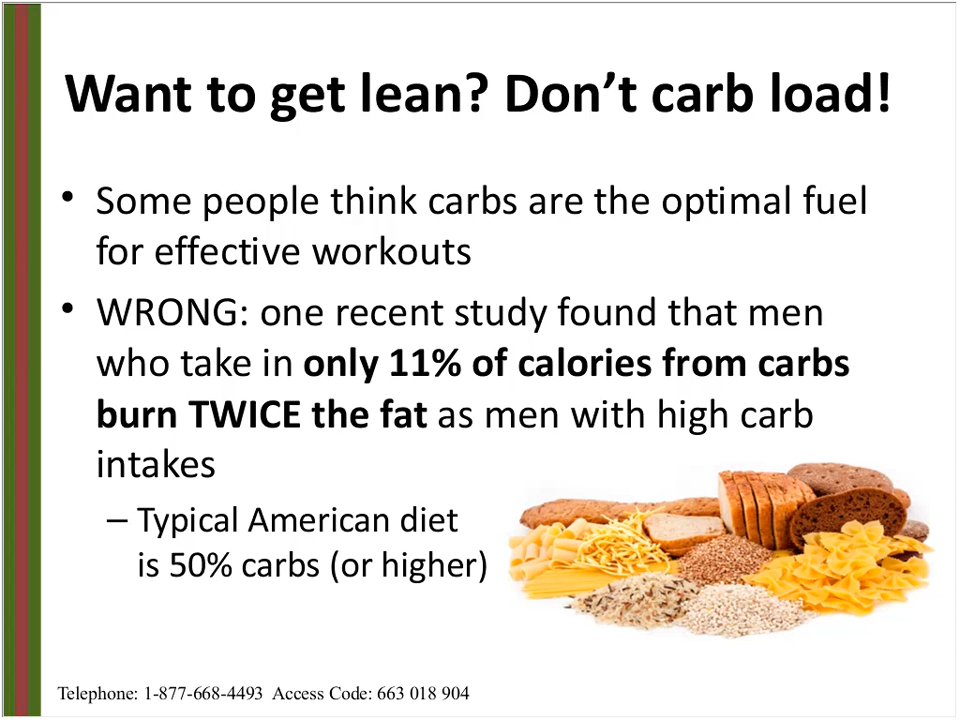 Want to get lean? Don’t carb load!
• Some people think carbs are the optimal fuel
for effective workouts
• WRONG: one recent study found that men
who take in only 11% of calories from carbs
burn TWICE the fat as men with high carb
intakes
– Typical American diet
is 50% carbs (or higher)
Telephone: 1-877-668-4493  Access Code: 663 018 904